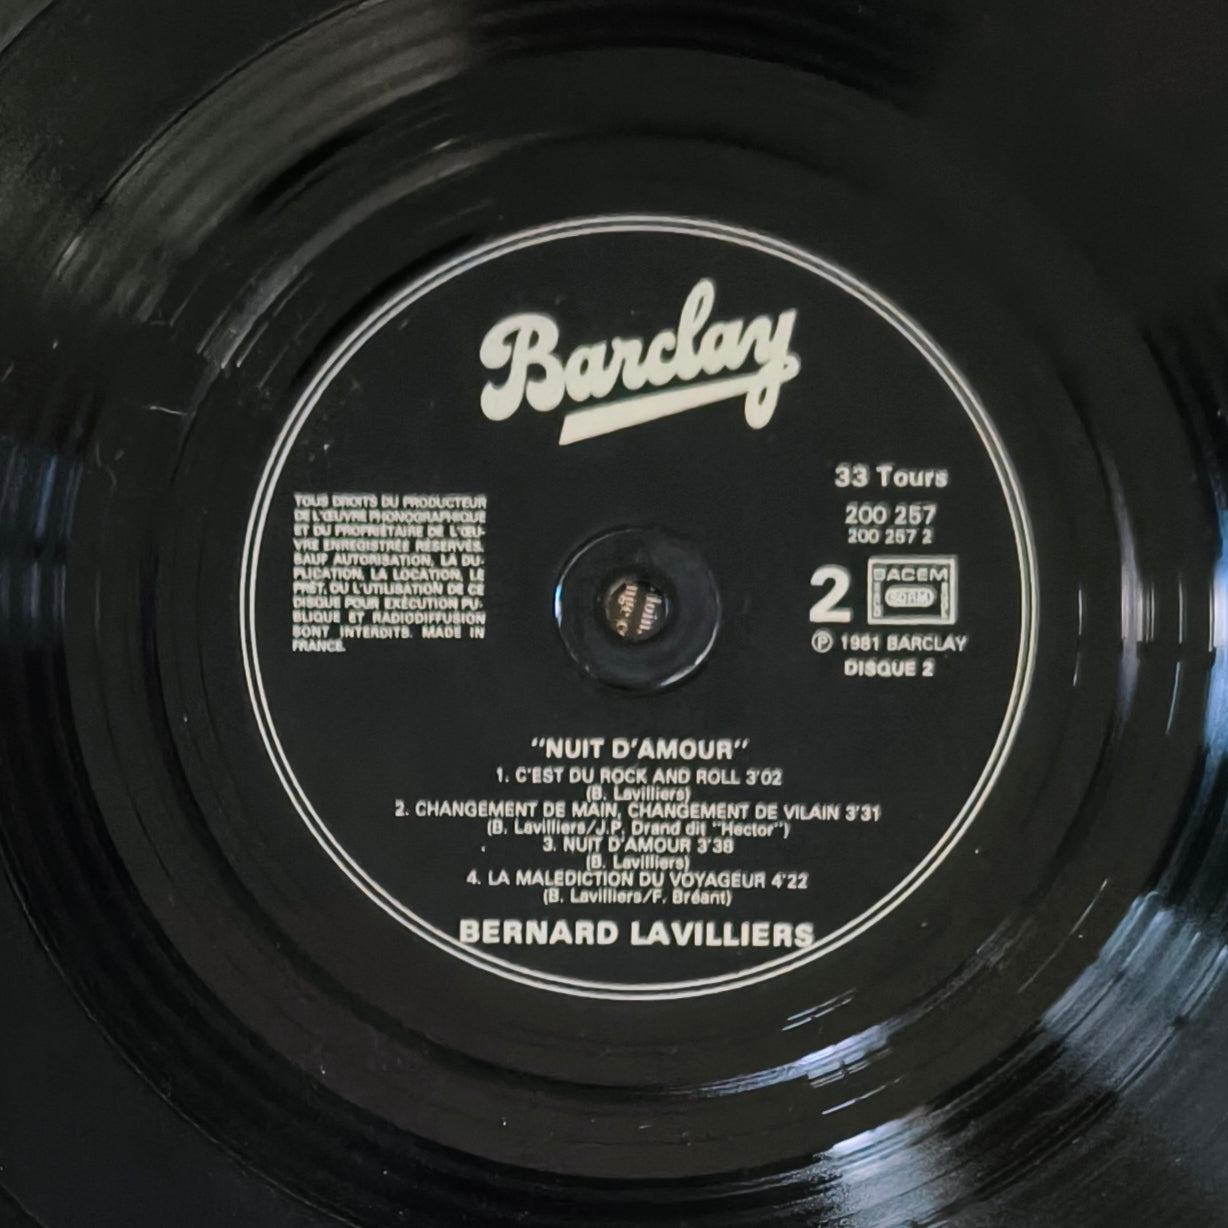 Barclay
33 Tours
200 257
200 257 2
2
SACEM
SDRM
Ⓟ 1981 BARCLAY
DISQUE 2
TOUS DROITS DU PRODUCTEUR
DE L'ŒUVRE PHONOGRAPHIQUE
ET DU PROPRIÉTAIRE DE L'ŒU-
VRE ENREGISTRÉE RÉSERVÉS.
SAUF AUTORISATION, LA DU-
PLICATION, LA LOCATION, LE
PRÊT, OU L'UTILISATION DE CE
DISQUE POUR EXÉCUTION PU-
BLIQUE ET RADIODIFFUSION
SONT INTERDITS. MADE IN
FRANCE.
"NUIT D'AMOUR"
1. C'EST DU ROCK AND ROLL 3'02
(B. Lavilliers)
2. CHANGEMENT DE MAIN, CHANGEMENT DE VILAIN 3'31
(B. Lavilliers/J.P. Drand dit "Hector")
3. NUIT D'AMOUR 3'38
(B. Lavilliers)
4. LA MALEDICTION DU VOYAGEUR 4'22
(B. Lavilliers/F. Bréant)
BERNARD LAVILLIERS